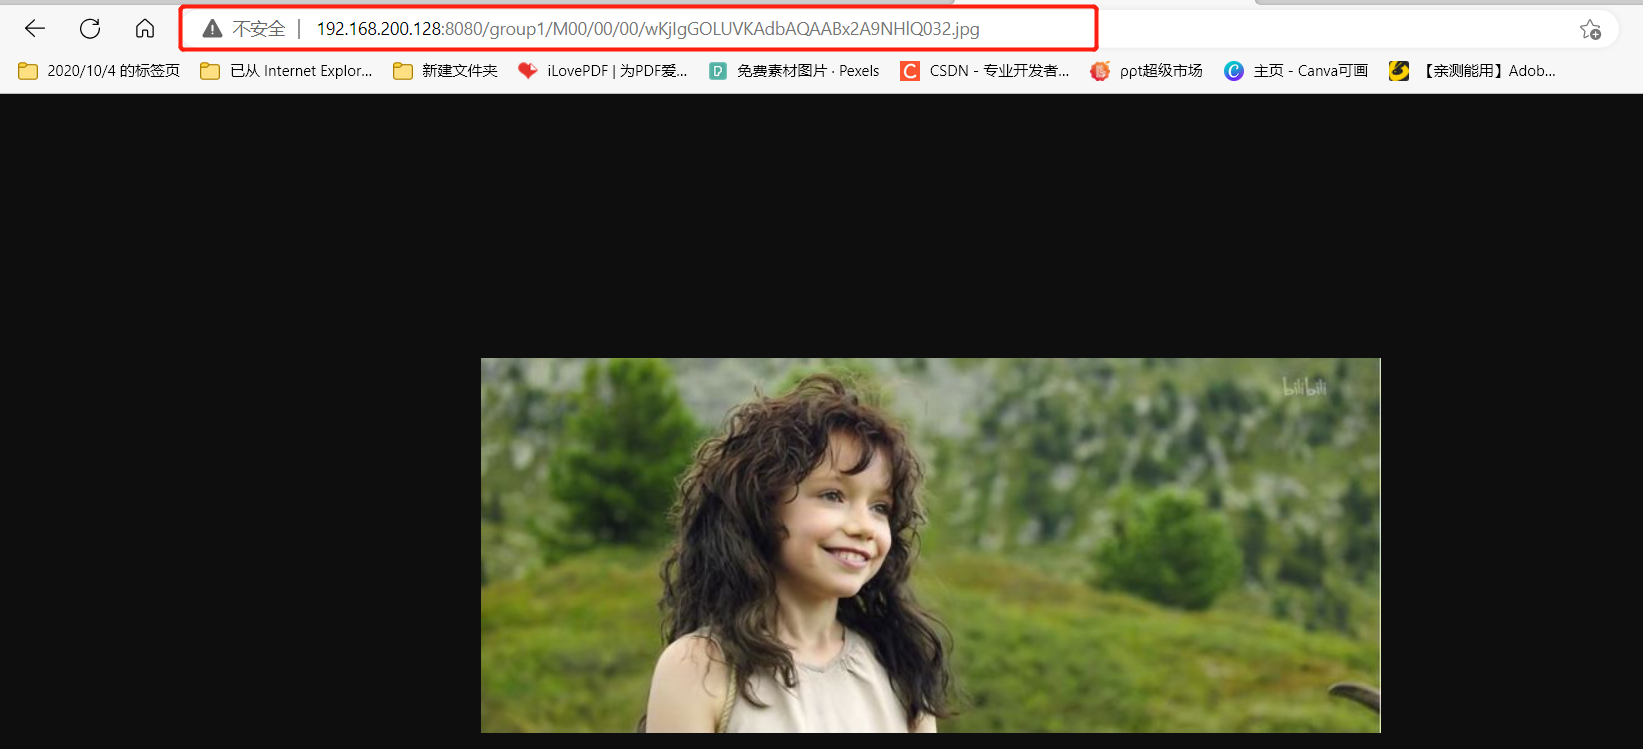 不安全 | 192.168.200.128:8080/group1/M00/00/00/wKjIgGOLUVKAdbAQAABx2A9NHlQ032.jpg
2020/10/4 的标签页 已从 Internet Explor... 新建文件夹 iLovePDF | 为PDF爱... 免费素材图片 · Pexels CSDN - 专业开发者... ppt超级市场 主页 - Canva可画 【亲测能用】Adob...
bilibili